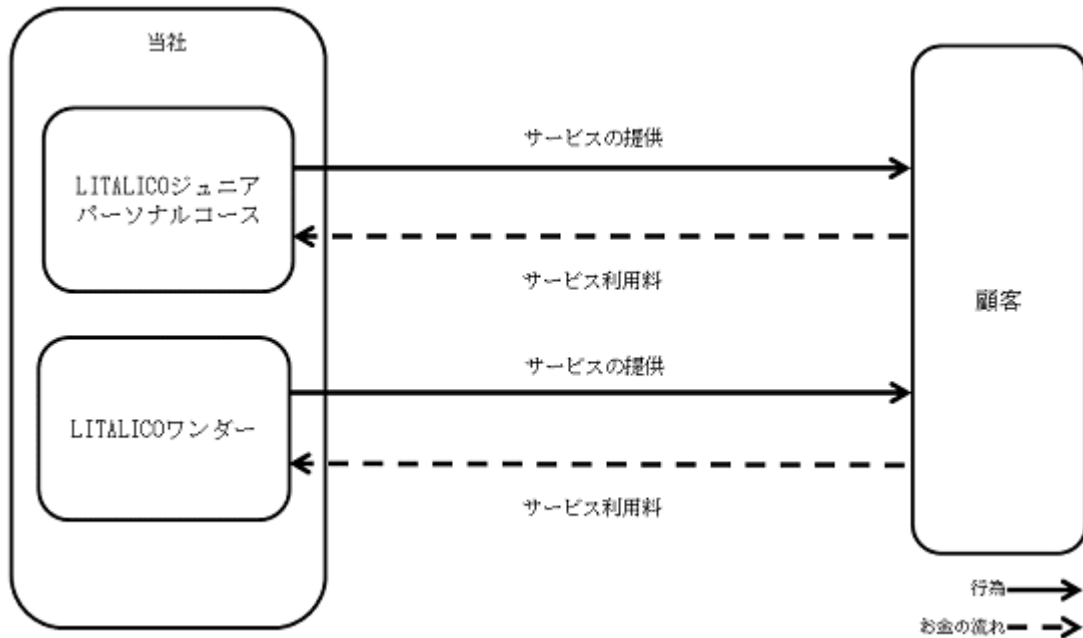 当社
LITALICOジュニア
パーソナルコース
サービスの提供
サービス利用料
顧客
サービスの提供
LITALICOワンダー
サービス利用料
行為
お金の流れ